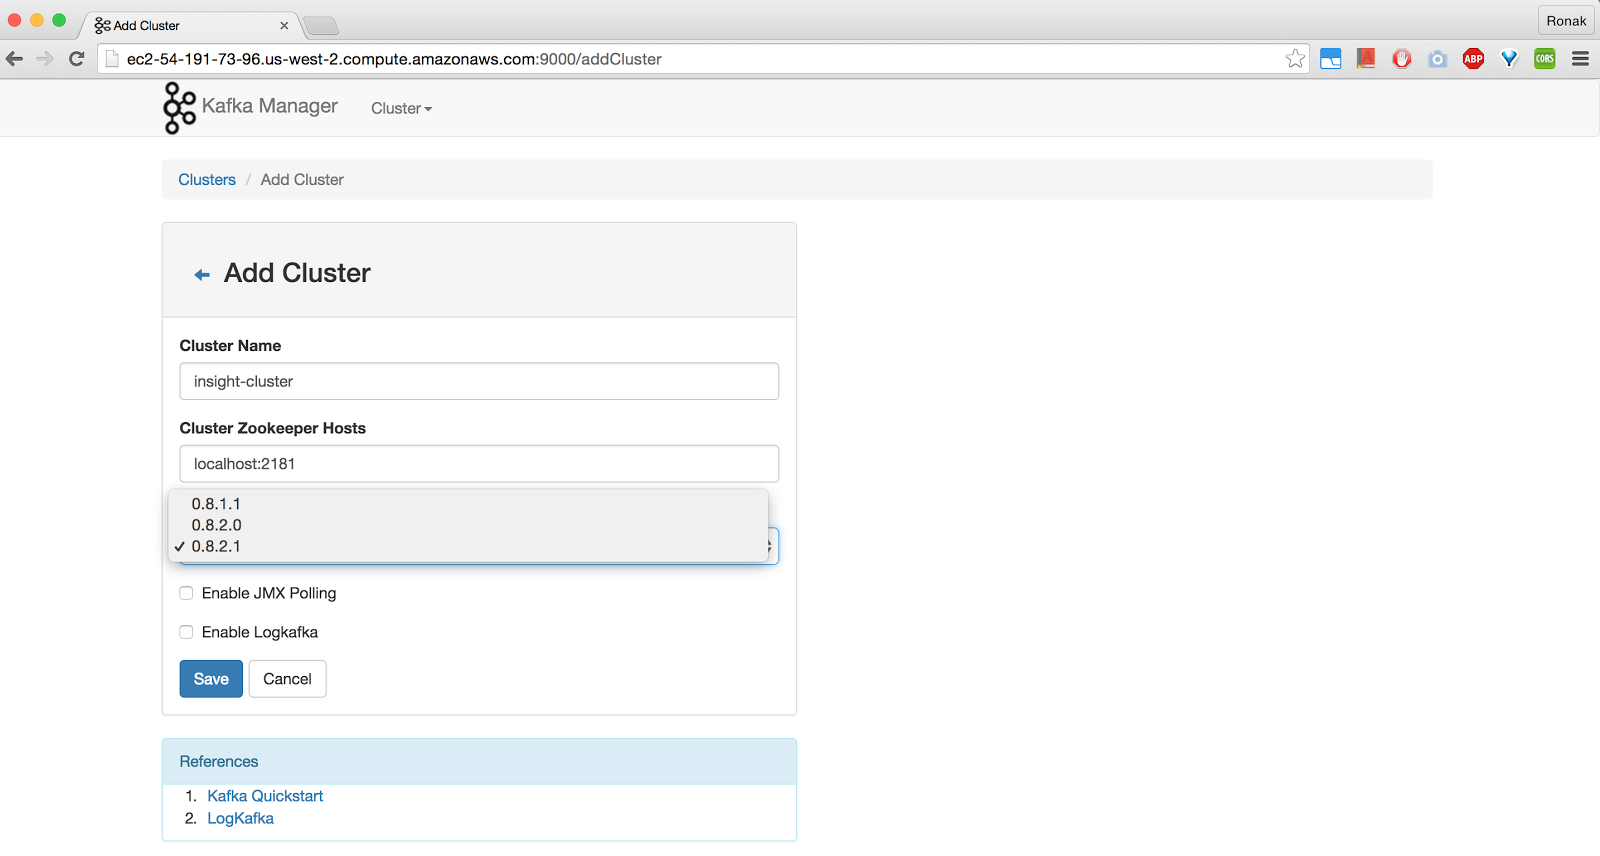 Add Cluster
Ronak
ec2-54-191-73-96.us-west-2.compute.amazonaws.com:9000/addCluster
ABP
CORS
Kafka Manager
Cluster
Clusters / Add Cluster
Add Cluster
Cluster Name
insight-cluster
Cluster Zookeeper Hosts
localhost:2181
0.8.1.1
0.8.2.0
✓ 0.8.2.1
Enable JMX Polling
Enable Logkafka
Save Cancel
References
1. Kafka Quickstart
2. LogKafka